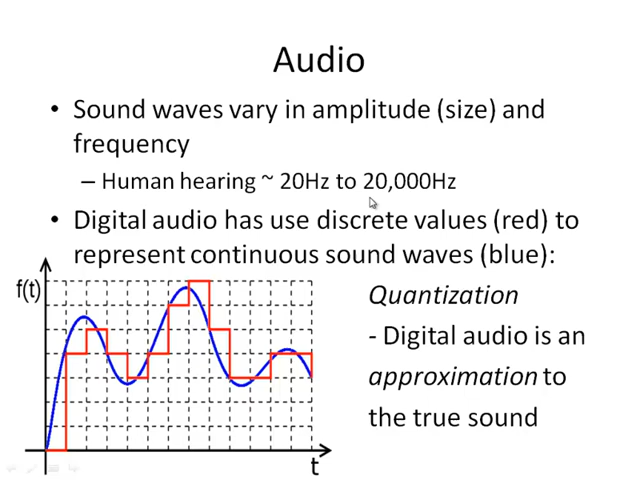 Audio
• Sound waves vary in amplitude (size) and
frequency
– Human hearing ~ 20Hz to 20,000Hz
• Digital audio has use discrete values (red) to
represent continuous sound waves (blue):
f(t)
t
Quantization
- Digital audio is an
approximation to
the true sound